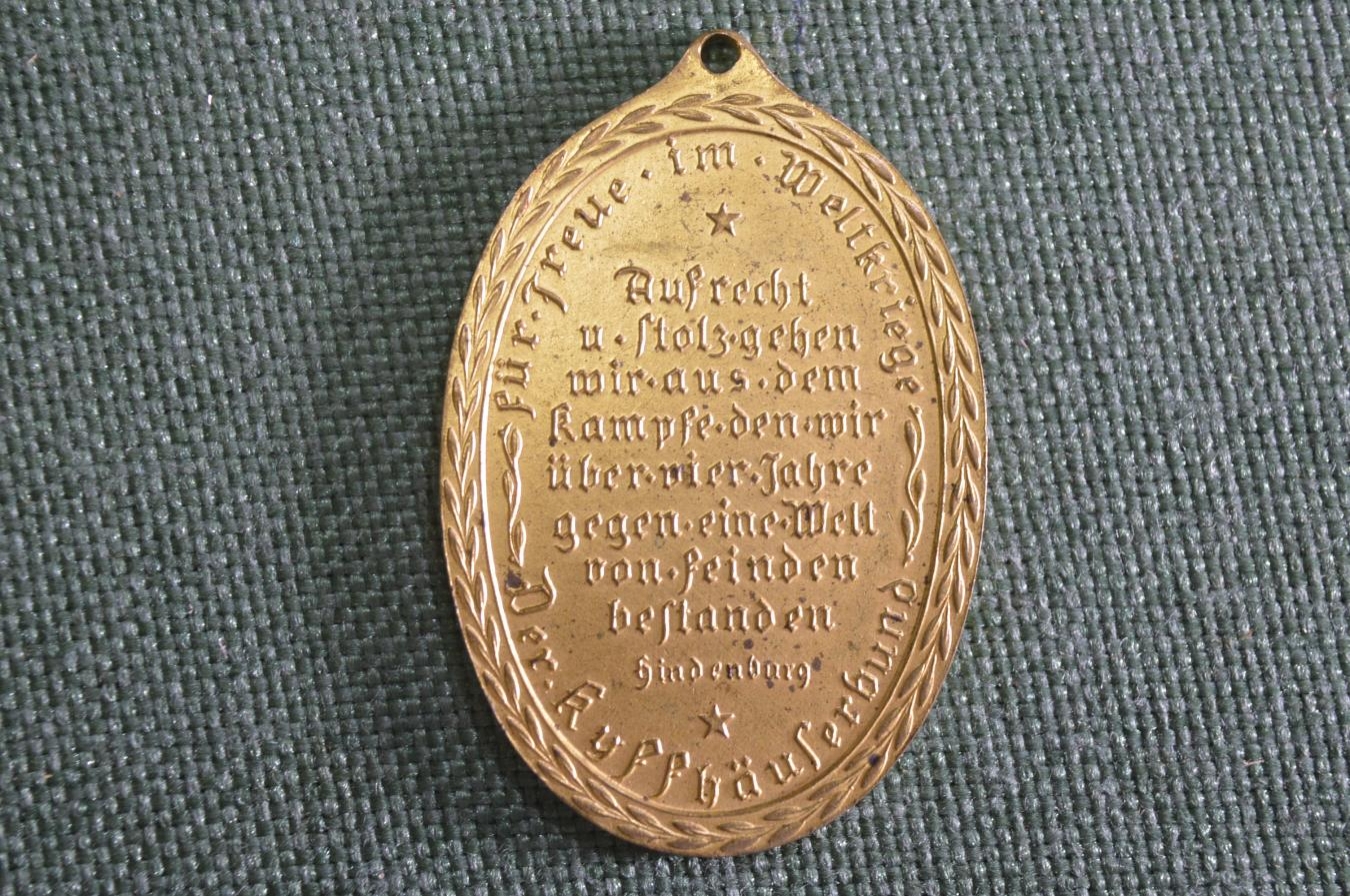 für · Treue · im · Weltkriege
Aufrecht
u · stolz · gehen
wir · aus · dem
Kampfe · den · wir
über · vier · Jahre
gegen · eine · Welt
von · Feinden
bestanden
Hindenburg
Der · Kyffhäuserbund